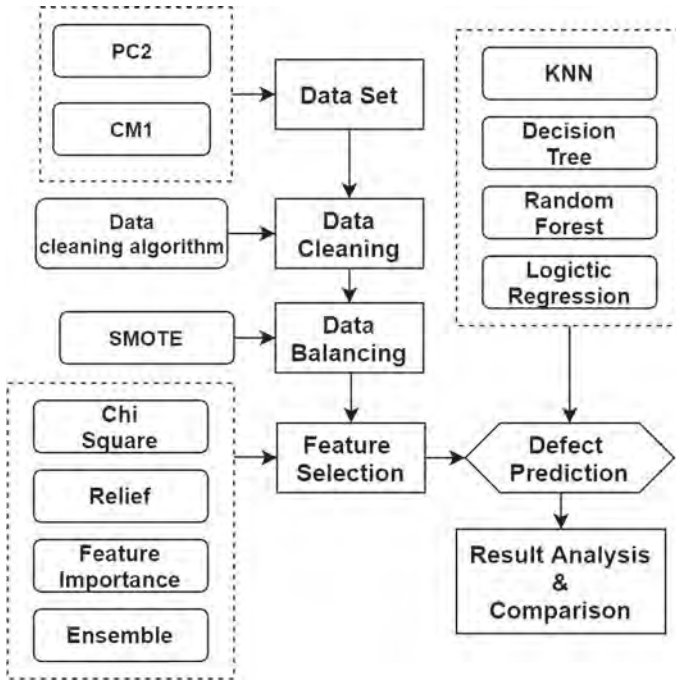 PC2
CM1
Data Set
KNN
Decision
Tree
Random
Forest
Logictic
Regression
Data
cleaning algorithm
Data
Cleaning
SMOTE
Data
Balancing
Chi
Square
Relief
Feature
Importance
Ensemble
Feature
Selection
Defect
Prediction
Result Analysis
&
Comparison